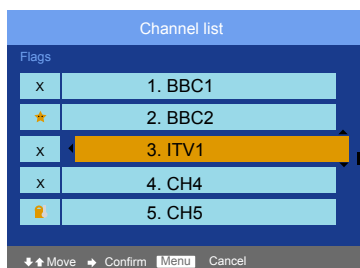 Channel list
Flags
x 1. BBC1
2. BBC2
x 3. ITV1
x 4. CH4
5. CH5
Move Confirm Menu Cancel